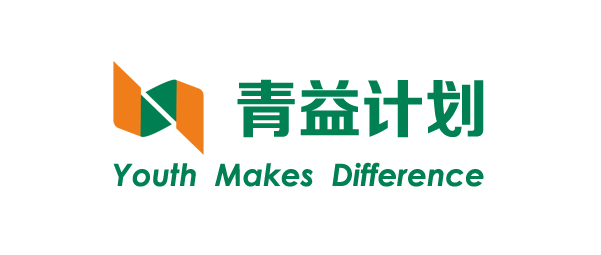 青益计划
Youth Makes Difference